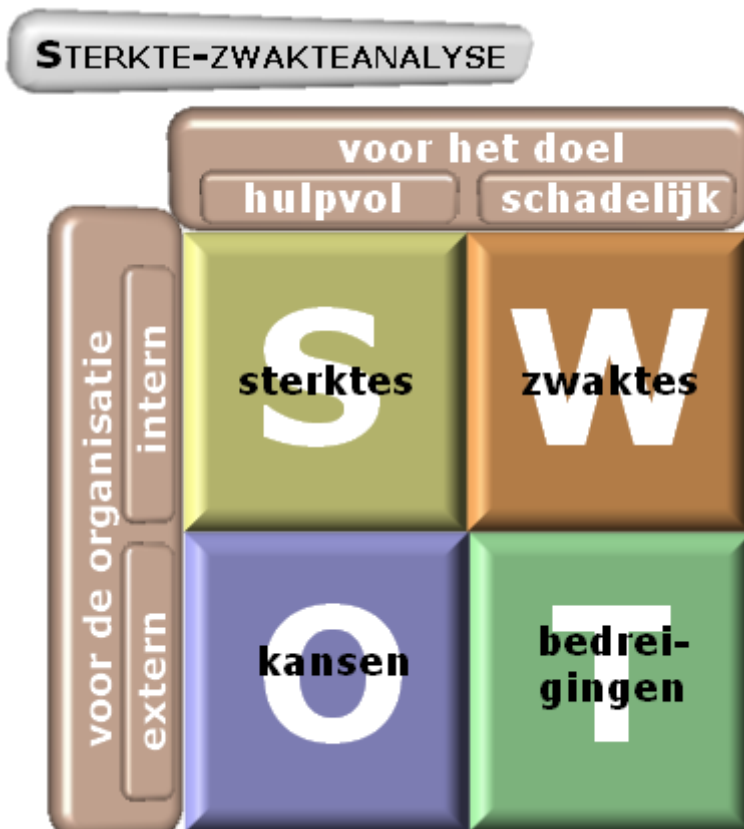 STERKTE-ZWAKTEANALYSE
voor het doel
hulpvol schadelijk
voor de organisatie
intern
extern
S
sterktes
W
zwaktes
O
kansen
T
bedrei-
gingen